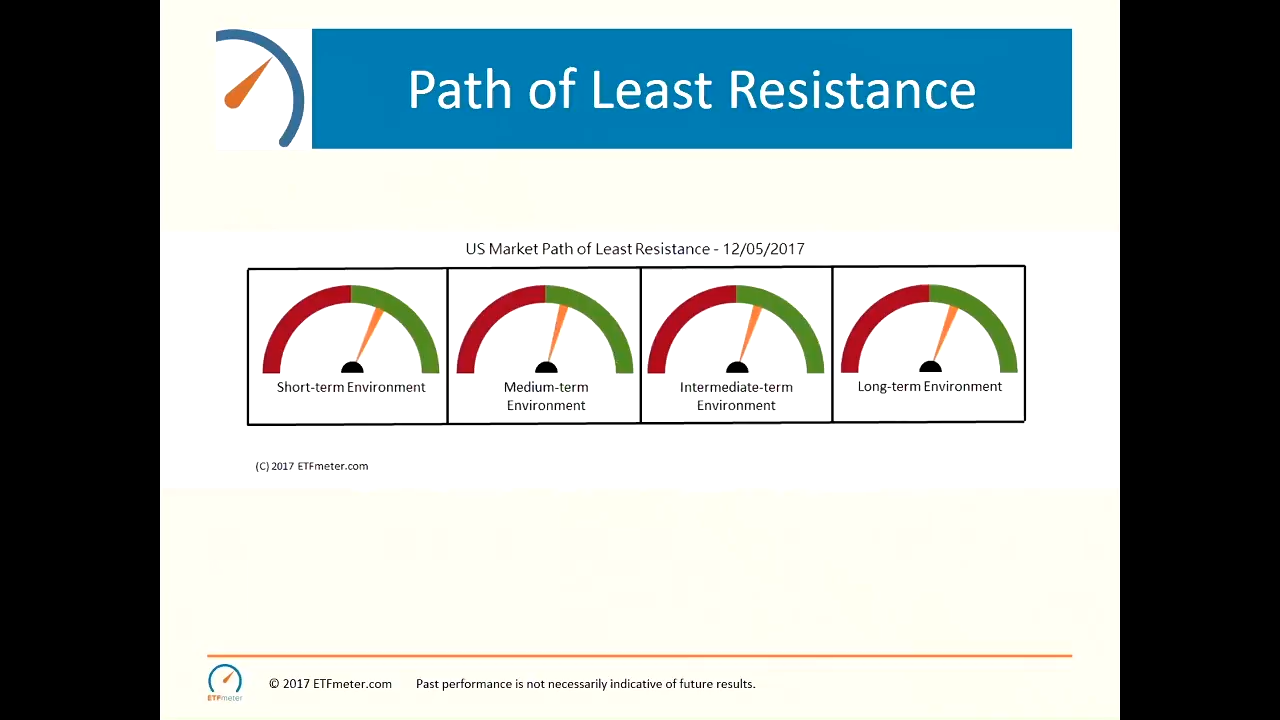 Path of Least Resistance
US Market Path of Least Resistance - 12/05/2017
Short-term Environment
Medium-term
Environment
Intermediate-term
Environment
Long-term Environment
(C) 2017 ETFmeter.com
ETFmeter
© 2017 ETFmeter.com Past performance is not necessarily indicative of future results.